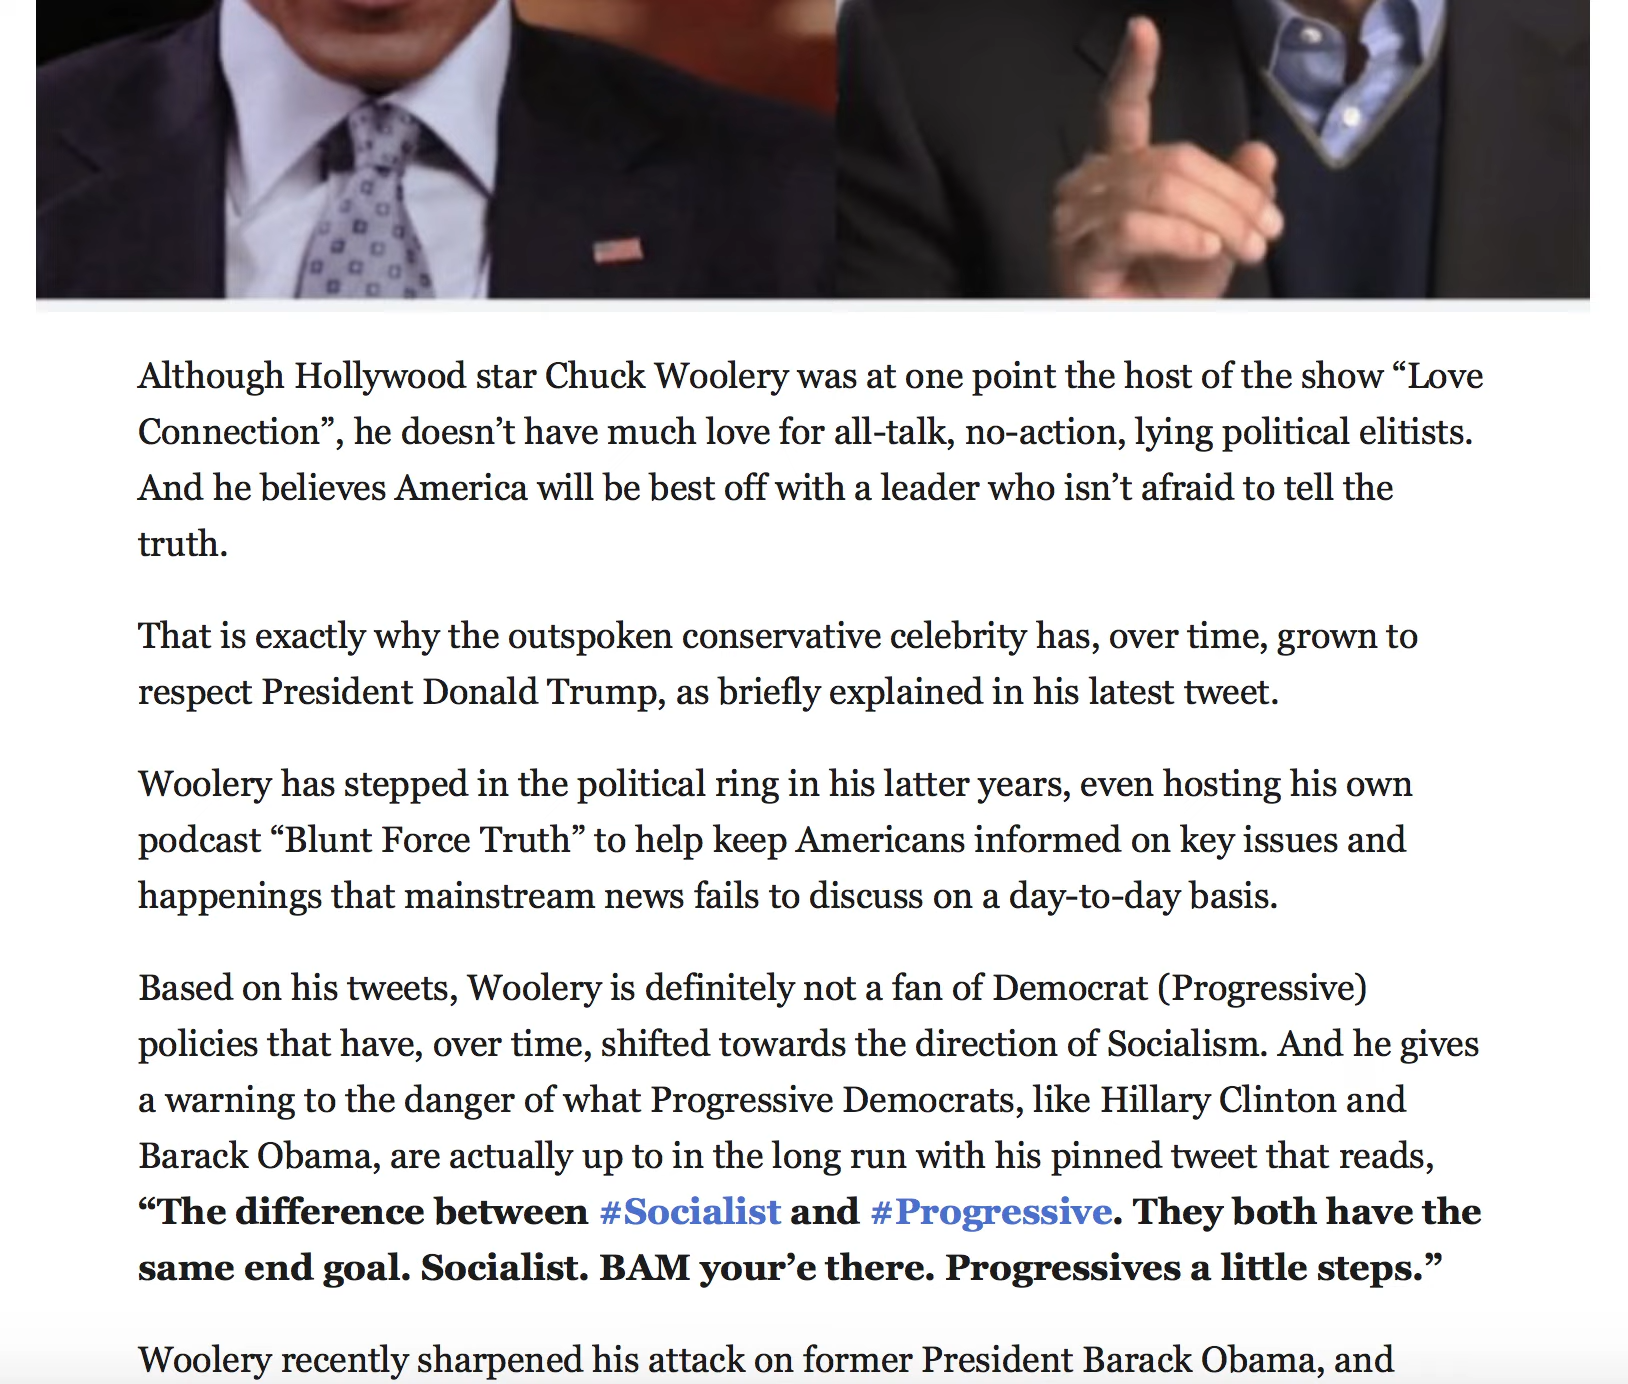 Although Hollywood star Chuck Woolery was at one point the host of the show “Love
Connection”, he doesn’t have much love for all-talk, no-action, lying political elitists.
And he believes America will be best off with a leader who isn’t afraid to tell the
truth.
That is exactly why the outspoken conservative celebrity has, over time, grown to
respect President Donald Trump, as briefly explained in his latest tweet.
Woolery has stepped in the political ring in his latter years, even hosting his own
podcast “Blunt Force Truth” to help keep Americans informed on key issues and
happenings that mainstream news fails to discuss on a day-to-day basis.
Based on his tweets, Woolery is definitely not a fan of Democrat (Progressive)
policies that have, over time, shifted towards the direction of Socialism. And he gives
a warning to the danger of what Progressive Democrats, like Hillary Clinton and
Barack Obama, are actually up to in the long run with his pinned tweet that reads,
“The difference between #Socialist and #Progressive. They both have the
same end goal. Socialist. BAM your’e there. Progressives a little steps.”
Woolery recently sharpened his attack on former President Barack Obama, and